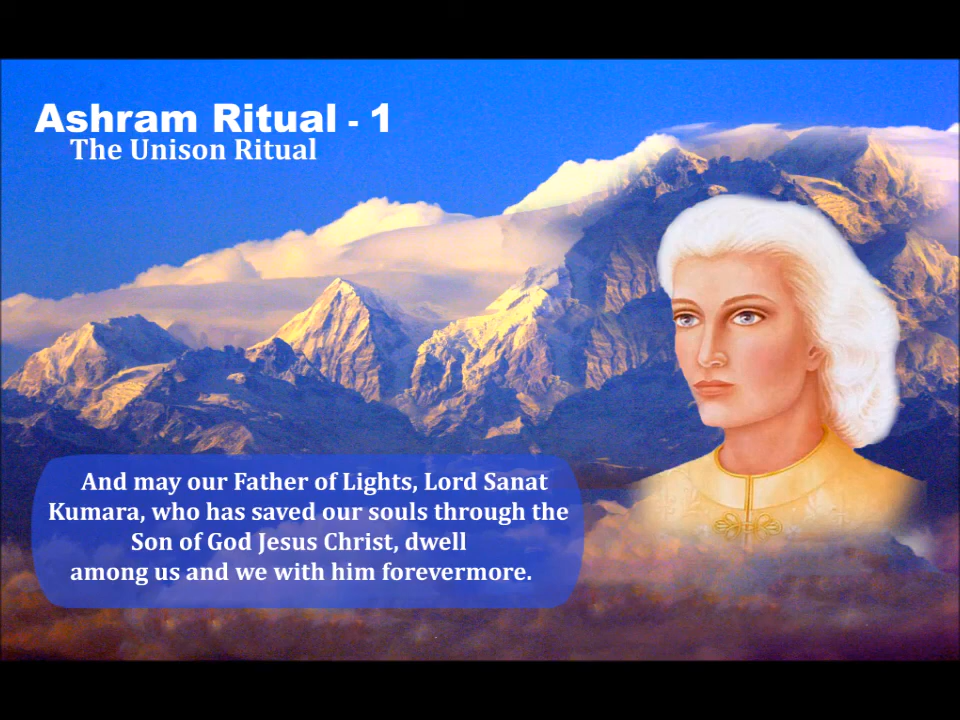 Ashram Ritual - 1
The Unison Ritual
And may our Father of Lights, Lord Sanat
Kumara, who has saved our souls through the
Son of God Jesus Christ, dwell
among us and we with him forevermore.